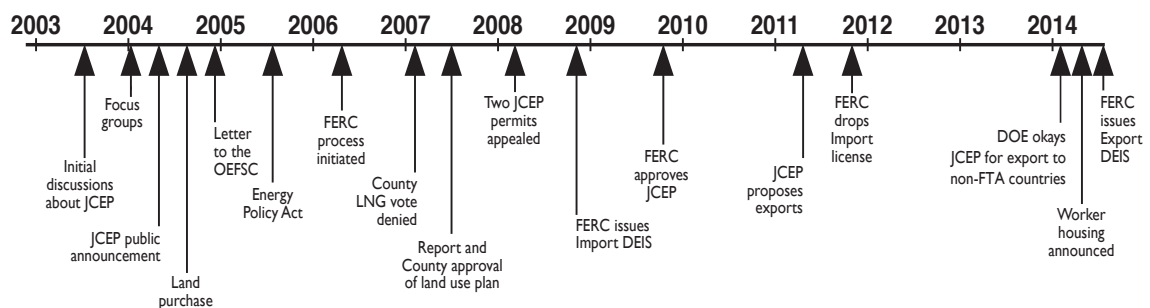 2003 2004 2005 2006 2007 2008 2009 2010 2011 2012 2013 2014
Initial
discussions
about JCEP
Focus
groups
JCEP public
announcement
Land
purchase
Letter
to the
OEFSC
Energy
Policy Act
FERC
process
initiated
County
LNG vote
denied
Report and
County approval
of land use plan
Two JCEP
permits
appealed
FERC issues
Import DEIS
FERC
approves
JCEP
JCEP
proposes
exports
FERC
drops
Import
license
DOE okays
JCEP for export to
non-FTA countries
Worker
housing
announced
FERC
issues
Export
DEIS